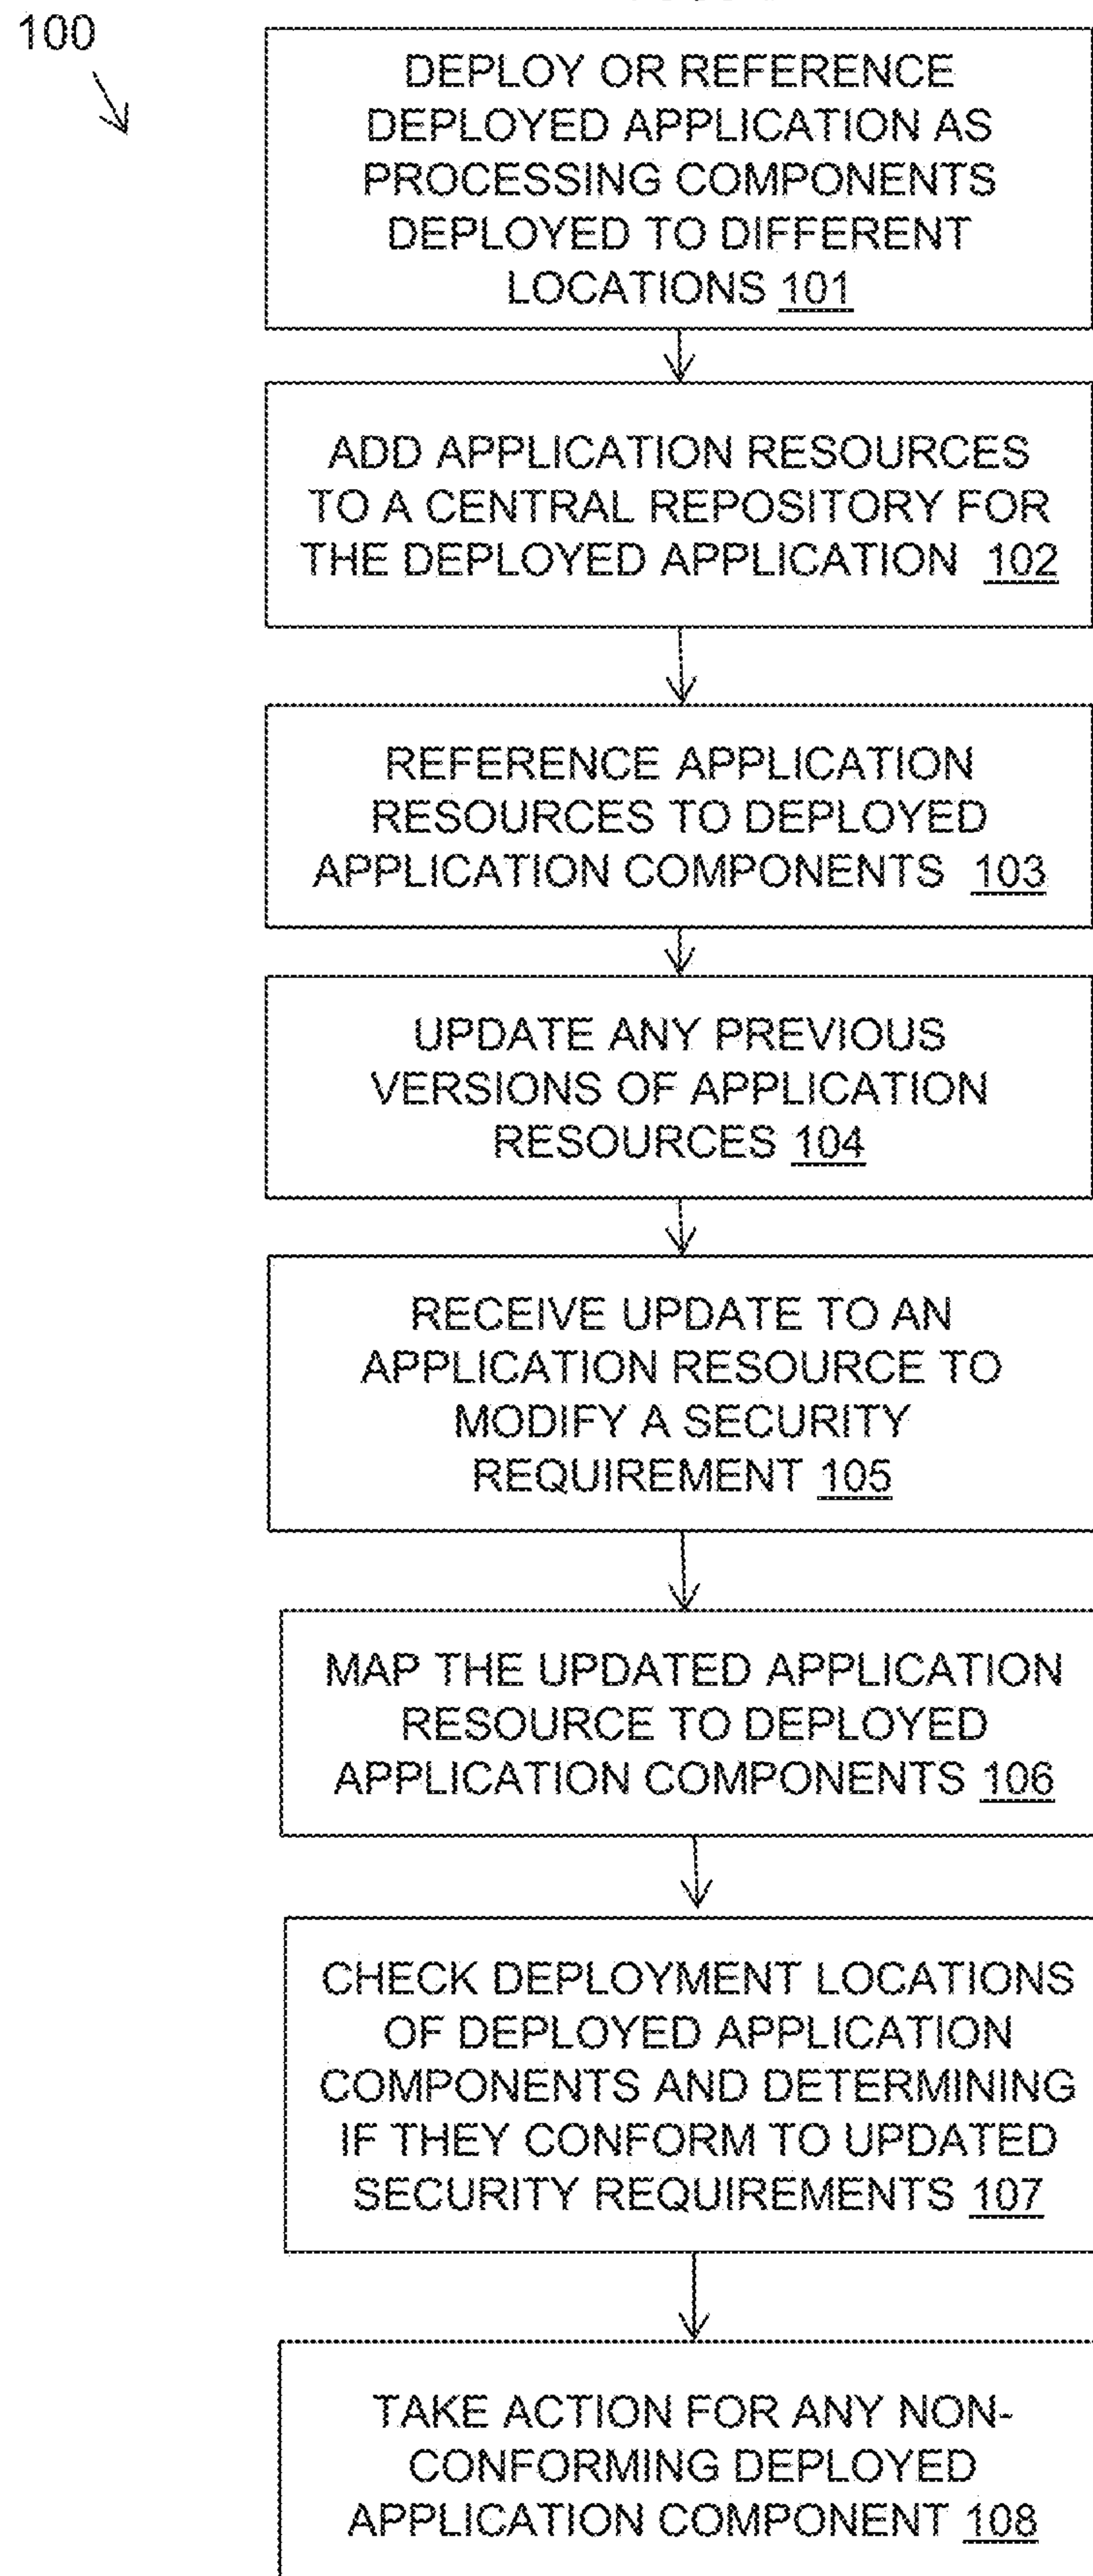 100
DEPLOY OR REFERENCE
DEPLOYED APPLICATION AS
PROCESSING COMPONENTS
DEPLOYED TO DIFFERENT
LOCATIONS 101
ADD APPLICATION RESOURCES
TO A CENTRAL REPOSITORY FOR
THE DEPLOYED APPLICATION 102
REFERENCE APPLICATION
RESOURCES TO DEPLOYED
APPLICATION COMPONENTS 103
UPDATE ANY PREVIOUS
VERSIONS OF APPLICATION
RESOURCES 104
RECEIVE UPDATE TO AN
APPLICATION RESOURCE TO
MODIFY A SECURITY
REQUIREMENT 105
MAP THE UPDATED APPLICATION
RESOURCE TO DEPLOYED
APPLICATION COMPONENTS 106
CHECK DEPLOYMENT LOCATIONS
OF DEPLOYED APPLICATION
COMPONENTS AND DETERMINING
IF THEY CONFORM TO UPDATED
SECURITY REQUIREMENTS 107
TAKE ACTION FOR ANY NON-
CONFORMING DEPLOYED
APPLICATION COMPONENT 108